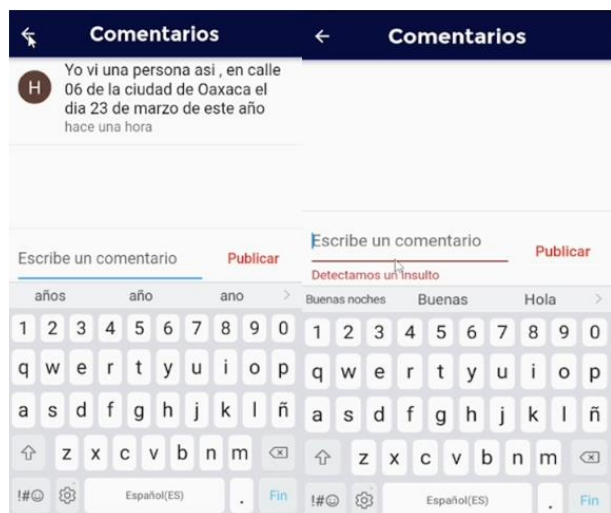 Comentarios
H
Yo vi una persona asi , en calle
06 de la ciudad de Oaxaca el
dia 23 de marzo de este año
hace una hora
Escribe un comentario
Publicar
años año ano
1 2 3 4 5 6 7 8 9 0
q w e r t y u i o p
a s d f g h j k l ñ
z x c v b n m
!#☺ Español(ES) . Fin
Comentarios
Escribe un comentario
Publicar
Detectamos un insulto
Buenas noches Buenas Hola
1 2 3 4 5 6 7 8 9 0
q w e r t y u i o p
a s d f g h j k l ñ
z x c v b n m
!#☺ Español(ES) . Fin